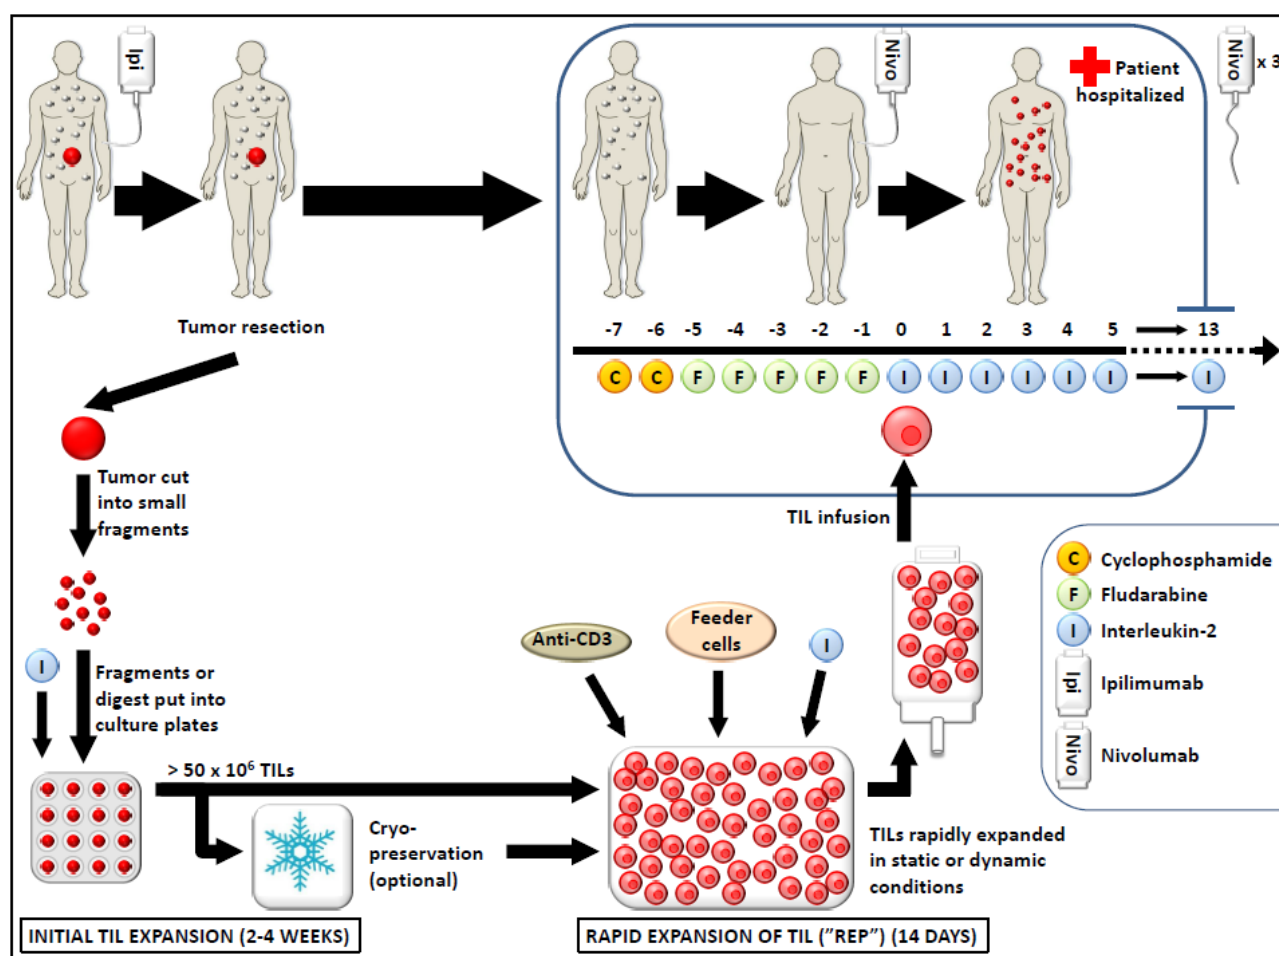 Ipi
Nivo
Patient
hospitalized
Nivo
x 3
Tumor resection
-7 -6 -5 -4 -3 -2 -1 0 1 2 3 4 5 13
C C F F F F F I I I I I I I
Tumor cut
into small
fragments
TIL infusion
I
Fragments or
digest put into
culture plates
Anti-CD3
Feeder
cells
I
C Cyclophosphamide
F Fludarabine
I Interleukin-2
Ipi Ipilimumab
Nivo Nivolumab
> 50 x 10⁶ TILs
Cryo-
preservation
(optional)
TILs rapidly expanded
in static or dynamic
conditions
INITIAL TIL EXPANSION (2-4 WEEKS)
RAPID EXPANSION OF TIL (”REP”) (14 DAYS)